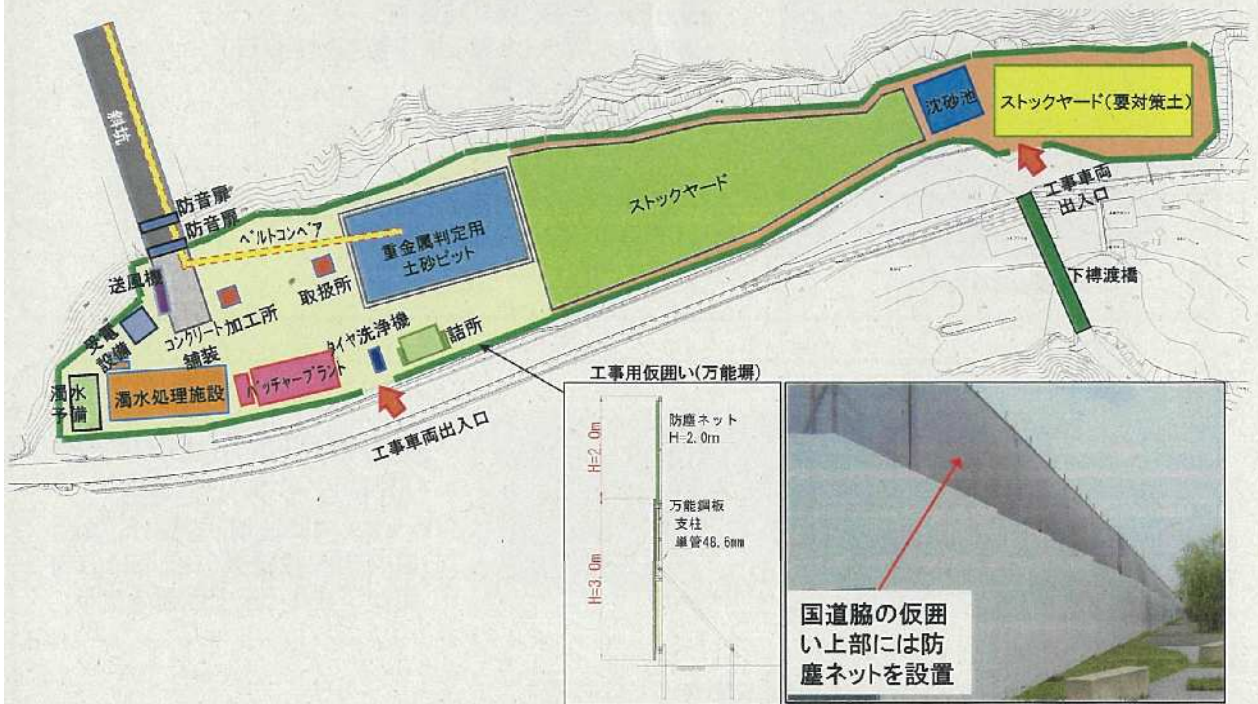 斜坑
防音扉
防音扉
ベルトコンベア
送風機
受電
設備
コンクリート
舗装
加工所
取扱所
重金属判定用
土砂ピット
ストックヤード
沈砂池
ストックヤード(要対策土)
工事車両
出入口
下槫渡橋
濁水
予備
濁水処理施設
バッチャープラント
タイヤ洗浄機
詰所
工事車両出入口
工事用仮囲い(万能塀)
H=2.0m
防塵ネット
H=2.0m
万能鋼板
支柱
単管48.6mm
H=3.0m
国道脇の仮囲
い上部には防
塵ネットを設置